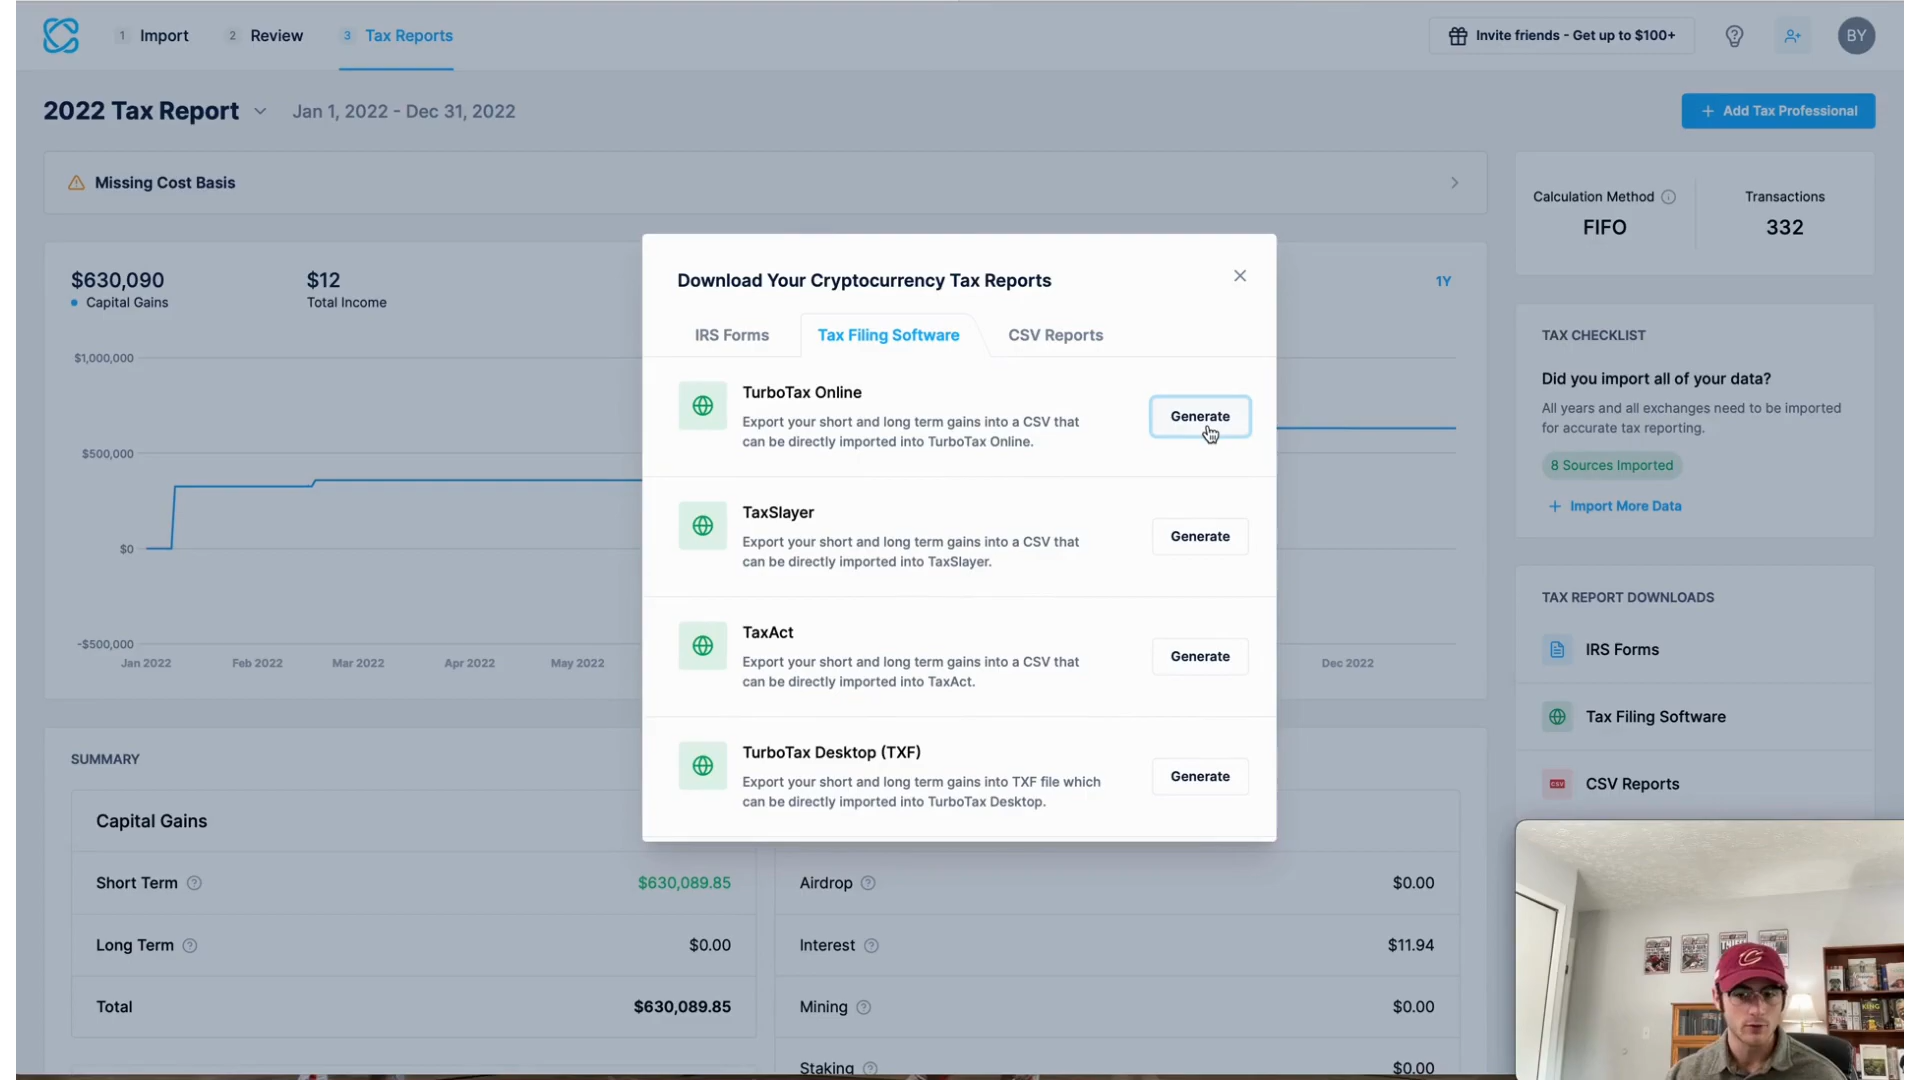 1 Import
2 Review
3 Tax Reports
Invite friends - Get up to $100+
BY
2022 Tax Report
Jan 1, 2022 - Dec 31, 2022
+ Add Tax Professional
Missing Cost Basis
$630,090
Capital Gains
$12
Total Income
1Y
$1,000,000
$500,000
$0
-$500,000
Jan 2022
Feb 2022
Mar 2022
Apr 2022
May 2022
Dec 2022
Download Your Cryptocurrency Tax Reports
IRS Forms
Tax Filing Software
CSV Reports
TurboTax Online
Export your short and long term gains into a CSV that
can be directly imported into TurboTax Online.
Generate
TaxSlayer
Export your short and long term gains into a CSV that
can be directly imported into TaxSlayer.
Generate
TaxAct
Export your short and long term gains into a CSV that
can be directly imported into TaxAct.
Generate
TurboTax Desktop (TXF)
Export your short and long term gains into TXF file which
can be directly imported into TurboTax Desktop.
Generate
Calculation Method
FIFO
Transactions
332
TAX CHECKLIST
Did you import all of your data?
All years and all exchanges need to be imported
for accurate tax reporting.
8 Sources Imported
+ Import More Data
TAX REPORT DOWNLOADS
IRS Forms
Tax Filing Software
CSV
CSV Reports
SUMMARY
Capital Gains
Short Term
$630,089.85
Long Term
$0.00
Total
$630,089.85
Airdrop
$0.00
Interest
$11.94
Mining
$0.00
Staking
$0.00
KING